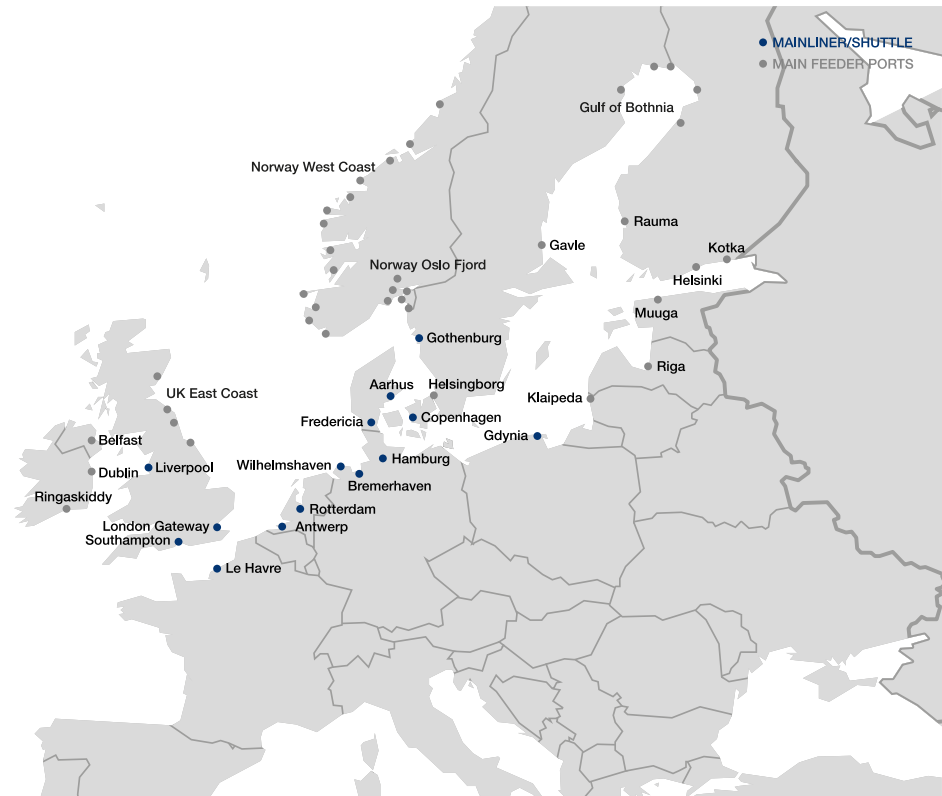 MAINLINER/SHUTTLE
MAIN FEEDER PORTS
Gulf of Bothnia
Norway West Coast
Rauma
Gavle
Kotka
Norway Oslo Fjord
Helsinki
Muuga
Gothenburg
Riga
Aarhus
Helsingborg
UK East Coast
Klaipeda
Fredericia
Copenhagen
Gdynia
Belfast
Hamburg
Wilhelmshaven
Liverpool
Dublin
Bremerhaven
Ringaskiddy
Rotterdam
London Gateway
Antwerp
Southampton
Le Havre